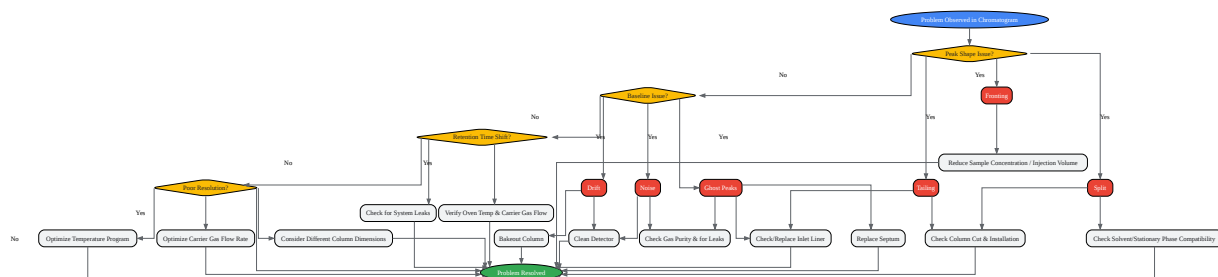 Problem Observed in Chromatogram
Peak Shape Issue?
No
Yes
Baseline Issue?
Fronting
No
Yes
Yes
Yes
Yes
Yes
Retention Time Shift?
No
Yes
Reduce Sample Concentration / Injection Volume
Poor Resolution?
Drift
Noise
Ghost Peaks
Tailing
Split
Yes
Check for System Leaks
Verify Oven Temp & Carrier Gas Flow
No
Optimize Temperature Program
Optimize Carrier Gas Flow Rate
Consider Different Column Dimensions
Bakeout Column
Clean Detector
Check Gas Purity & for Leaks
Check/Replace Inlet Liner
Replace Septum
Check Column Cut & Installation
Check Solvent/Stationary Phase Compatibility
Problem Resolved